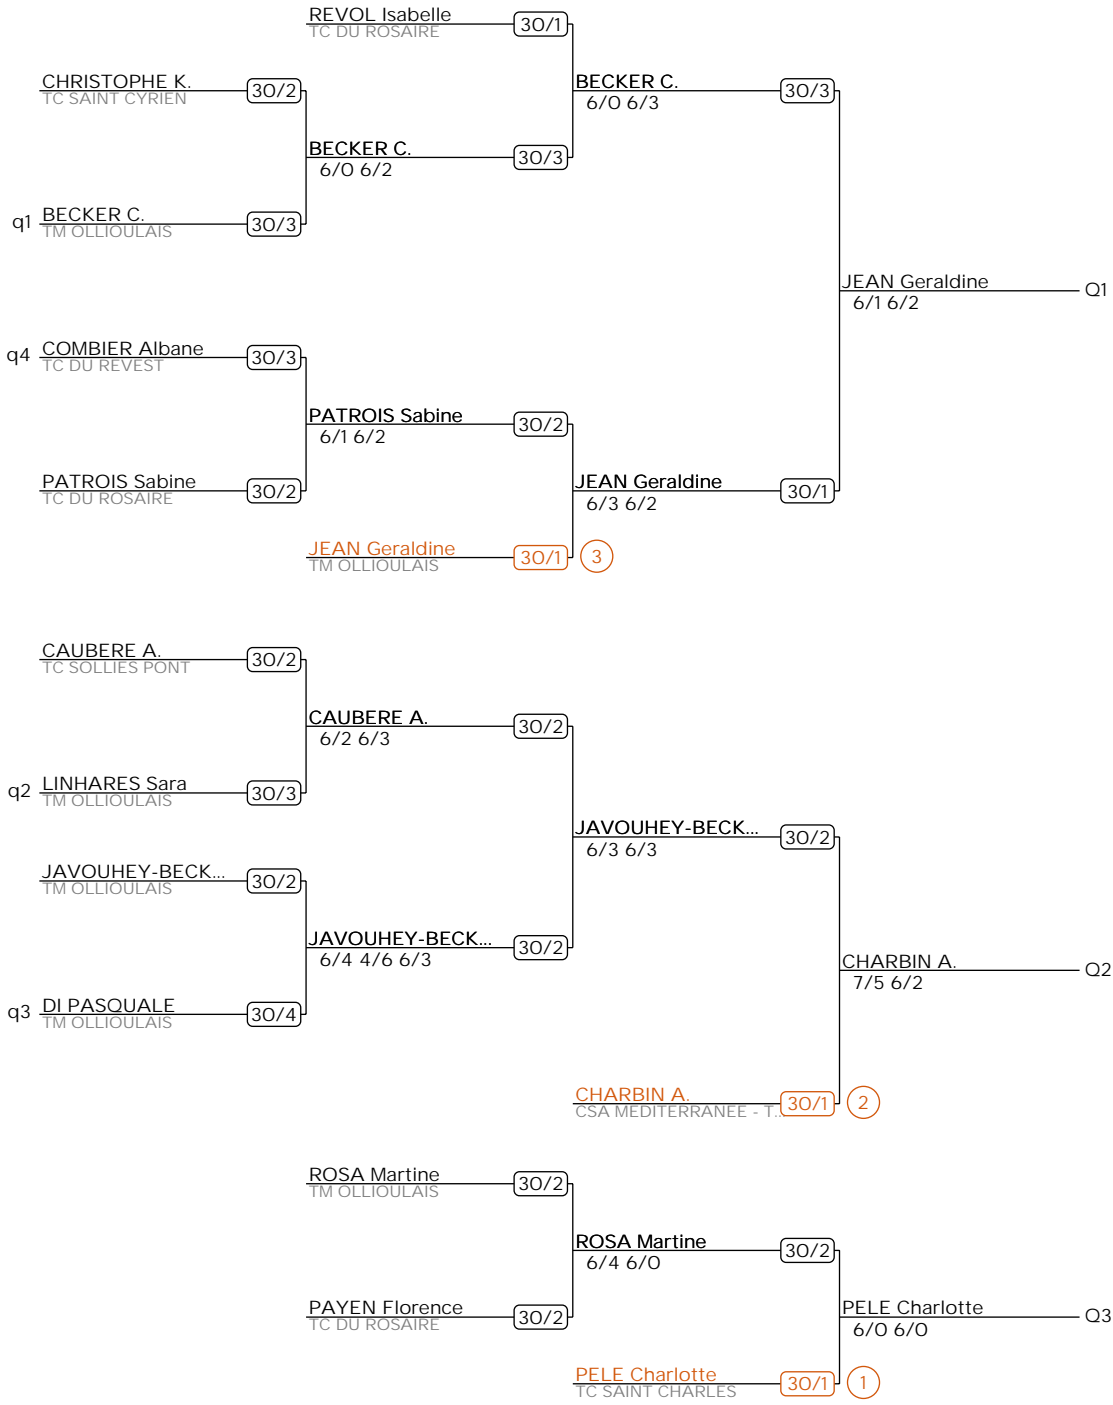 REVOL Isabelle 30/1
TC DU ROSAIRE
CHRISTOPHE K. 30/2
TC SAINT CYRIEN
BECKER C. 30/3
6/0 6/3
BECKER C. 30/3
6/0 6/2
q1 BECKER C. 30/3
TM OLLIOULAIS
JEAN Geraldine Q1
6/1 6/2
q4 COMBIER Albane 30/3
TC DU REVEST
PATROIS Sabine 30/2
6/1 6/2
PATROIS Sabine 30/2
TC DU ROSAIRE
JEAN Geraldine 30/1
6/3 6/2
JEAN Geraldine 30/1 3
TM OLLIOULAIS
CAUBERE A. 30/2
TC SOLLIES PONT
CAUBERE A. 30/2
6/2 6/3
q2 LINHARES Sara 30/3
TM OLLIOULAIS
JAVOUHEY-BECK... 30/2
6/3 6/3
JAVOUHEY-BECK... 30/2
TM OLLIOULAIS
JAVOUHEY-BECK... 30/2
6/4 4/6 6/3
CHARBIN A. Q2
7/5 6/2
q3 DI PASQUALE 30/4
TM OLLIOULAIS
CHARBIN A. 30/1 2
CSA MEDITERRANEE - T...
ROSA Martine 30/2
TM OLLIOULAIS
ROSA Martine 30/2
6/4 6/0
PAYEN Florence 30/2
TC DU ROSAIRE
PELE Charlotte Q3
6/0 6/0
PELE Charlotte 30/1 1
TC SAINT CHARLES